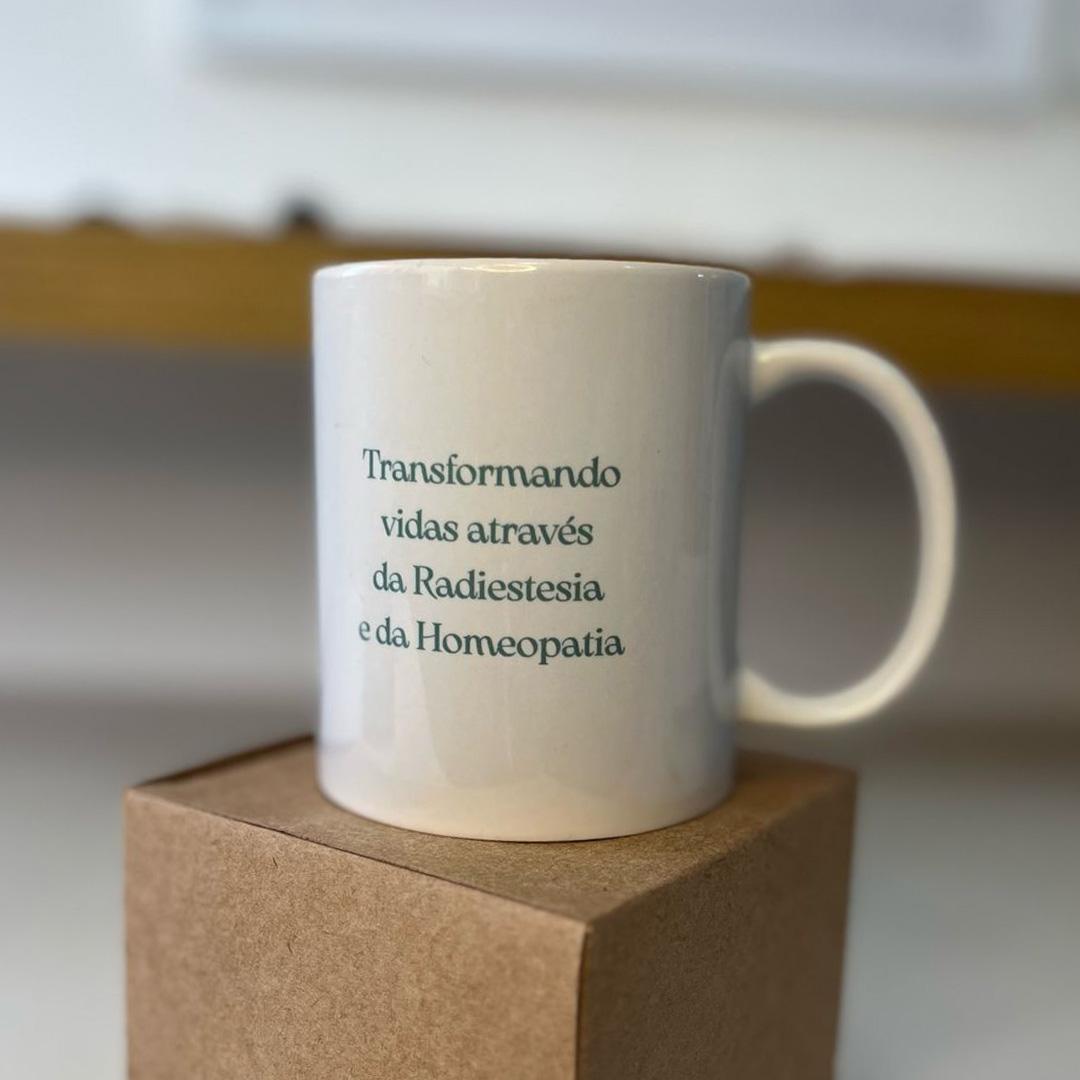 Transformando
vidas através
da Radiestesia
e da Homeopatia